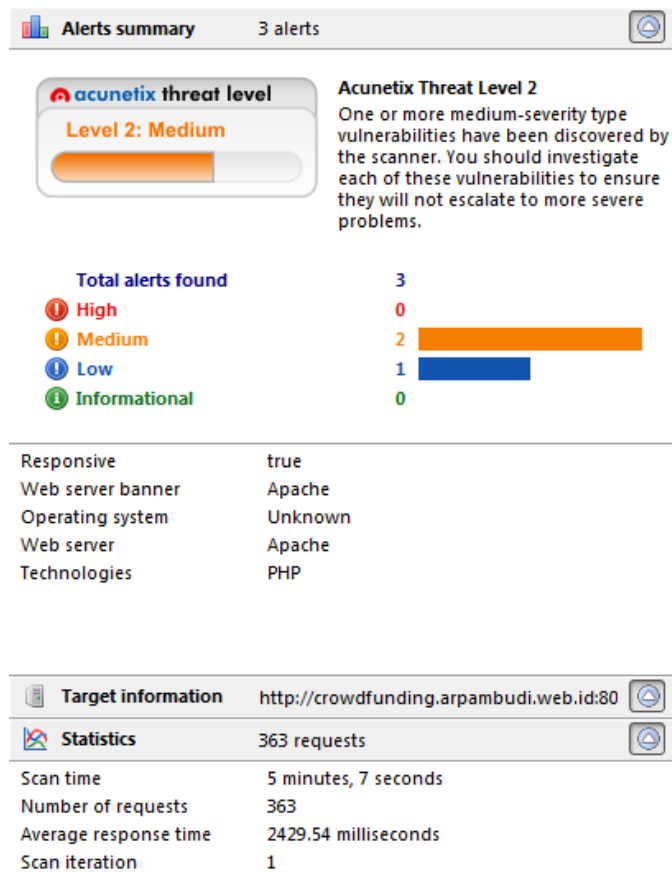 Alerts summary 3 alerts
acunetix threat level
Level 2: Medium
Acunetix Threat Level 2
One or more medium-severity type
vulnerabilities have been discovered by
the scanner. You should investigate
each of these vulnerabilities to ensure
they will not escalate to more severe
problems.
Total alerts found 3
High 0
Medium 2
Low 1
Informational 0
Responsive true
Web server banner Apache
Operating system Unknown
Web server Apache
Technologies PHP
Target information http://crowdfunding.arpambudi.web.id:80
Statistics 363 requests
Scan time 5 minutes, 7 seconds
Number of requests 363
Average response time 2429.54 milliseconds
Scan iteration 1